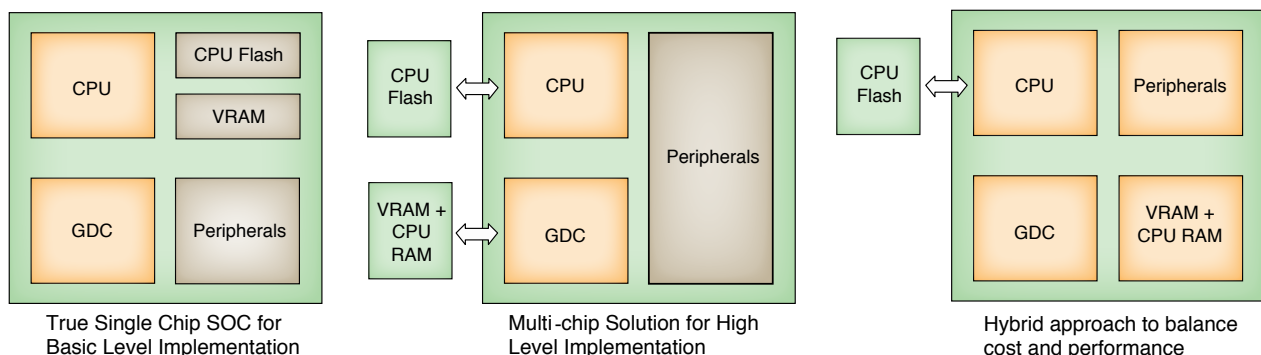 CPU
CPU Flash
VRAM
GDC
Peripherals
True Single Chip SOC for
Basic Level Implementation
CPU
Flash
CPU
Peripherals
VRAM +
CPU
RAM
GDC
Multi-chip Solution for High
Level Implementation
CPU
Flash
CPU
Peripherals
GDC
VRAM +
CPU RAM
Hybrid approach to balance
cost and performance